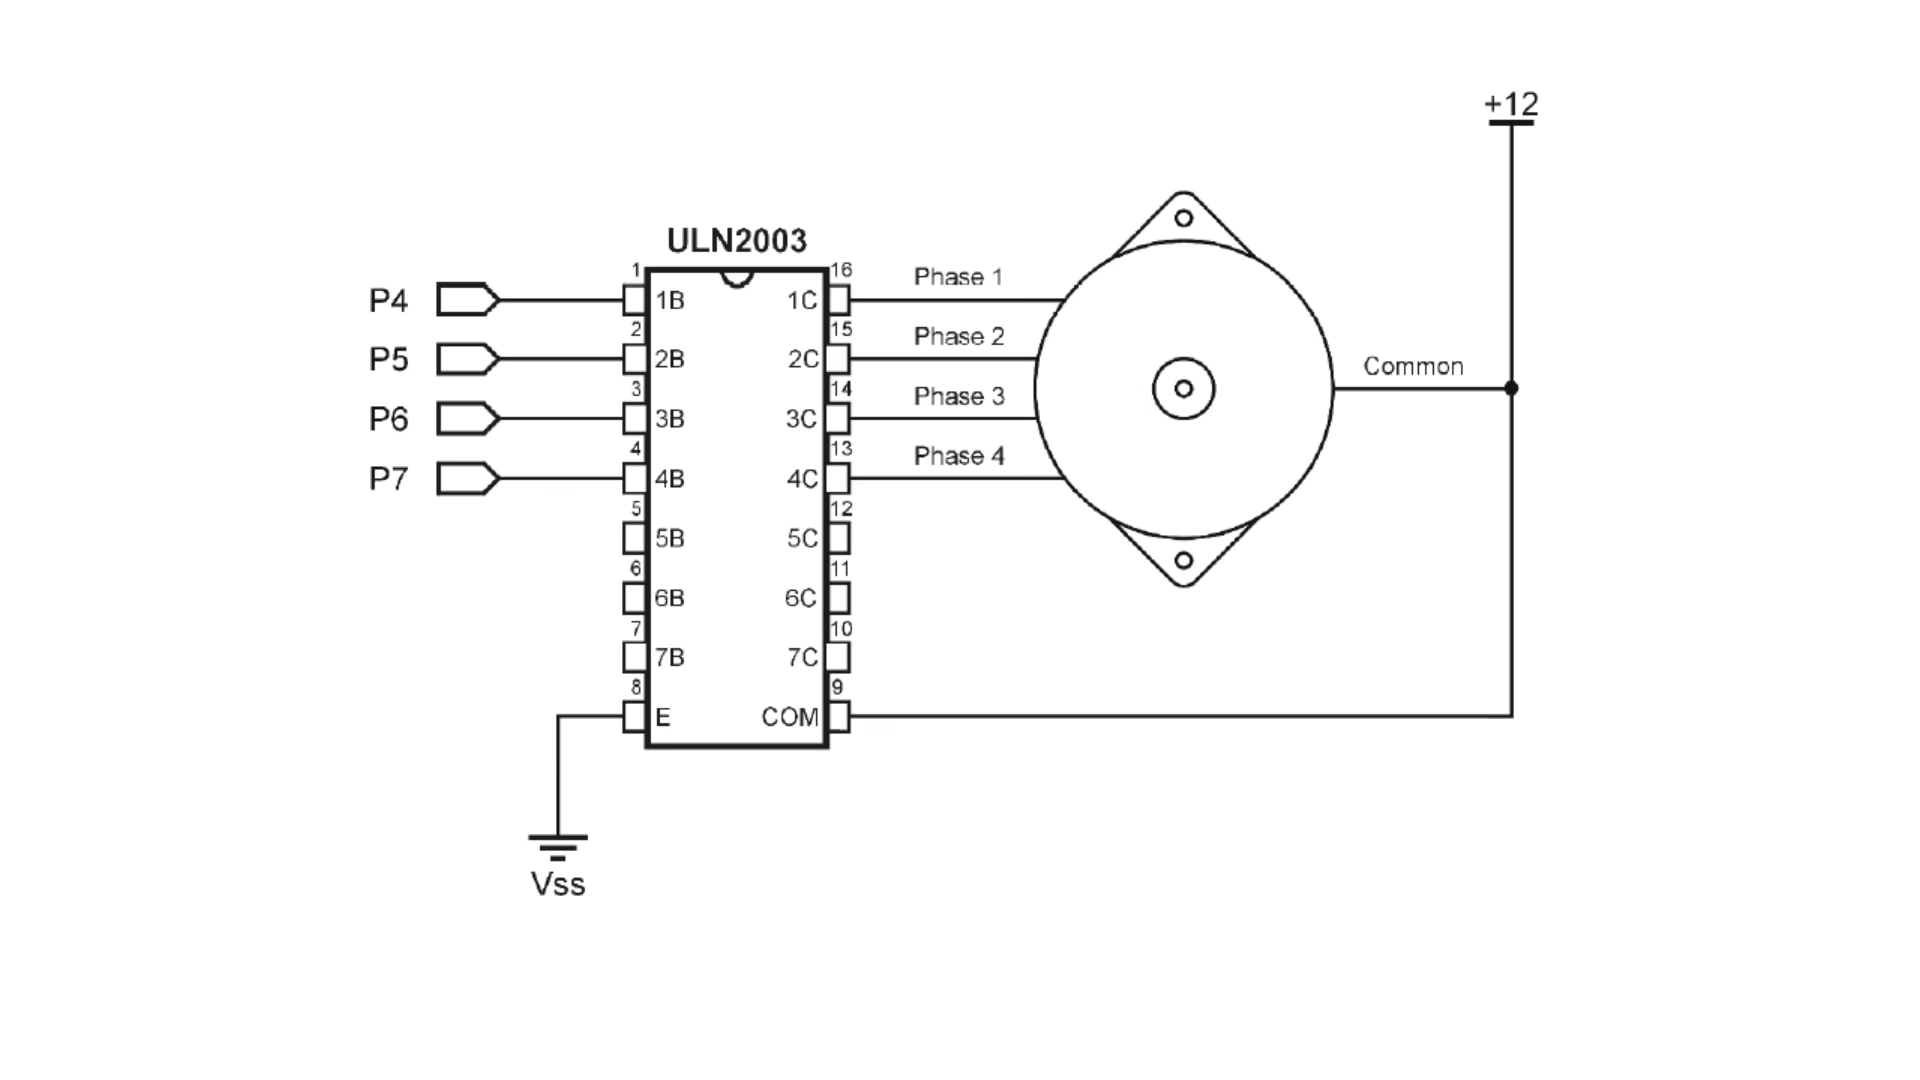 +12
ULN2003
1 16
P4 1B 1C Phase 1
2 15
P5 2B 2C Phase 2
3 14
P6 3B 3C Phase 3
4 13
P7 4B 4C Phase 4
Common
5 12
5B 5C
6 11
6B 6C
7 10
7B 7C
8 9
E COM
Vss